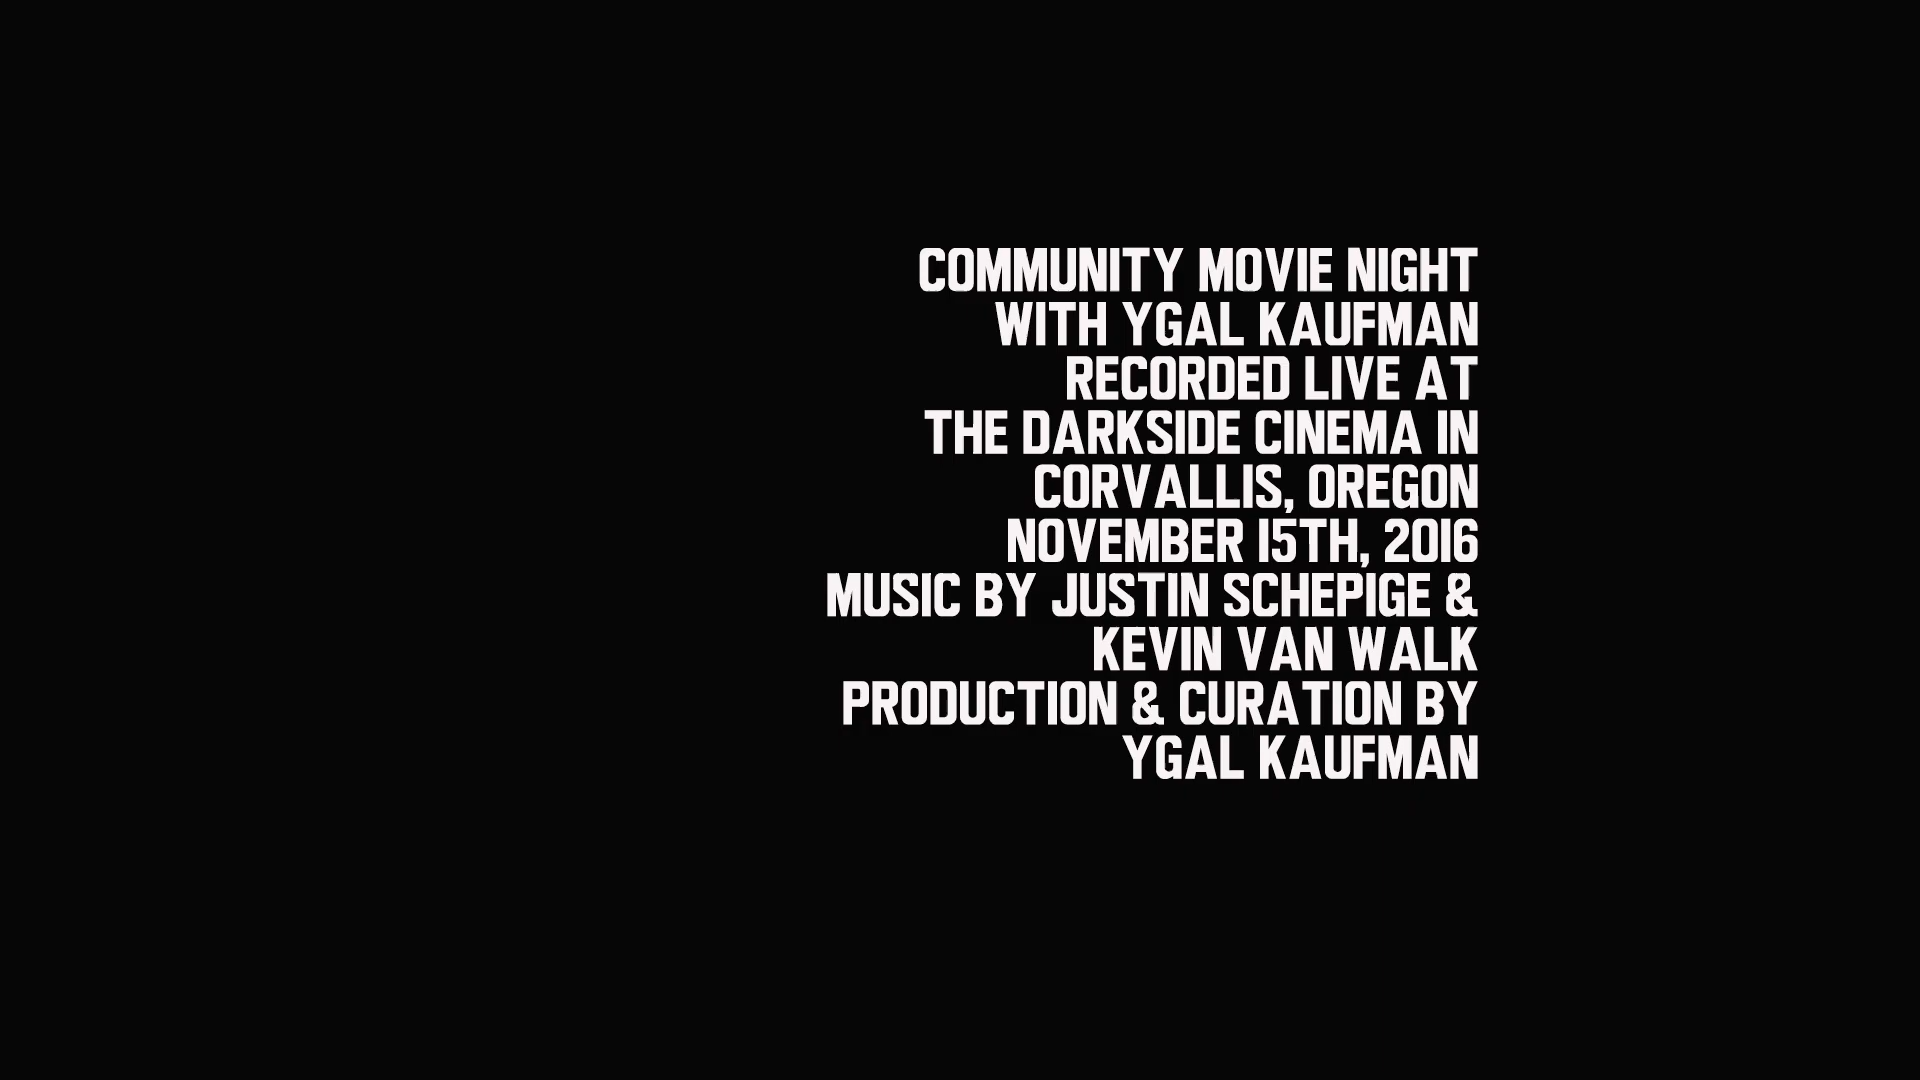 COMMUNITY MOVIE NIGHT
WITH YGAL KAUFMAN
RECORDED LIVE AT
THE DARKSIDE CINEMA IN
CORVALLIS, OREGON
NOVEMBER 15TH, 2016
MUSIC BY JUSTIN SCHEPIGE &
KEVIN VAN WALK
PRODUCTION & CURATION BY
YGAL KAUFMAN